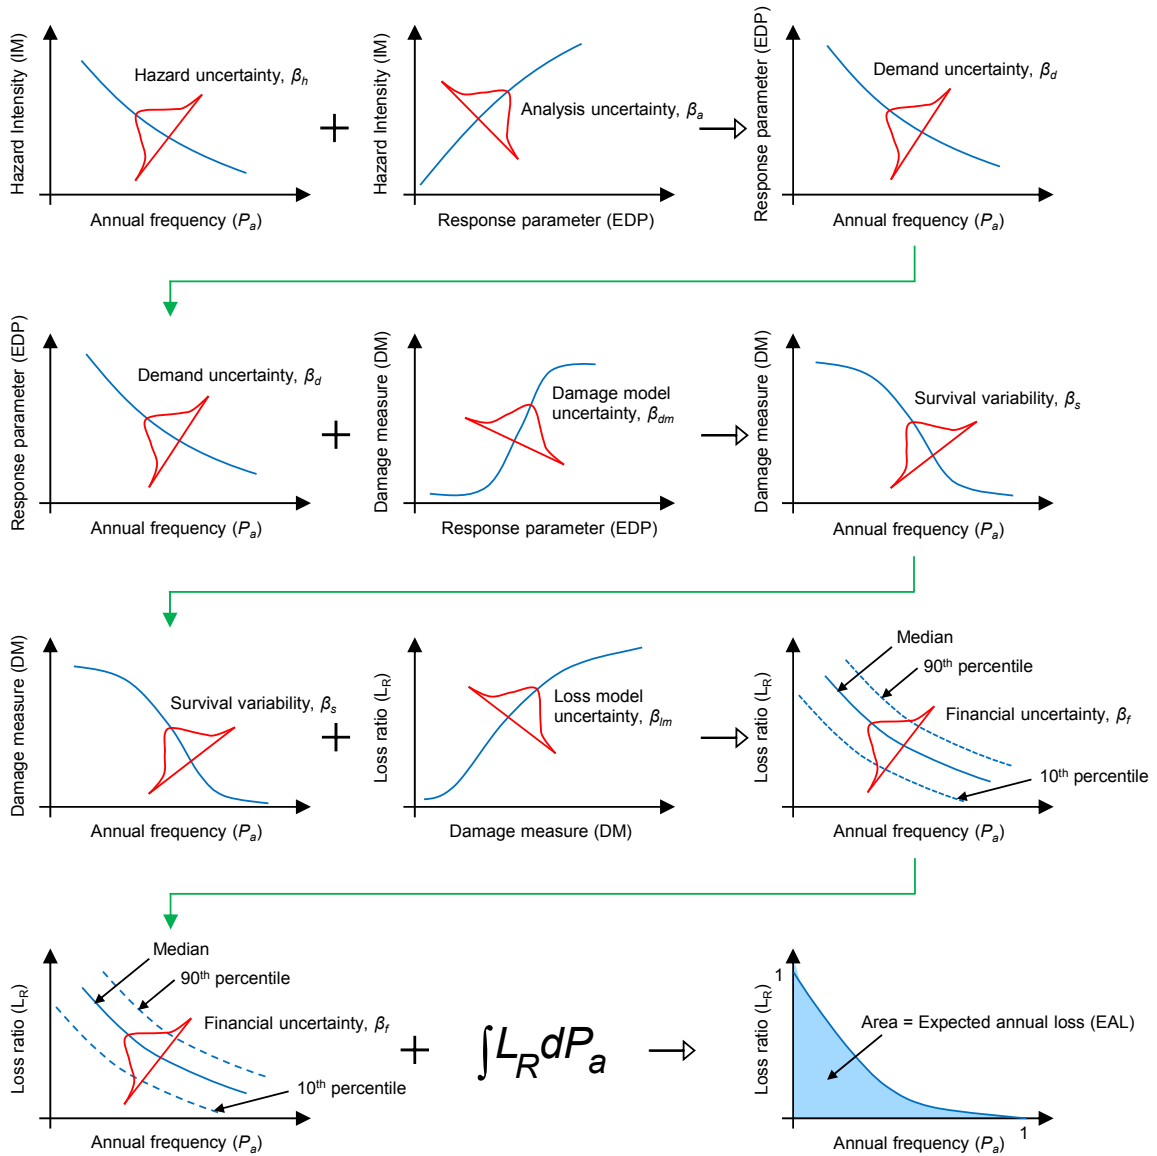 Hazard Intensity (IM)
Hazard uncertainty, βh
Annual frequency (Pa)
+
Hazard Intensity (IM)
Analysis uncertainty, βa
Response parameter (EDP)
Response parameter (EDP)
Demand uncertainty, βd
Annual frequency (Pa)
Response parameter (EDP)
Demand uncertainty, βd
Annual frequency (Pa)
+
Damage measure (DM)
Damage model
uncertainty, βdm
Response parameter (EDP)
Damage measure (DM)
Survival variability, βs
Annual frequency (Pa)
Damage measure (DM)
Survival variability, βs
Annual frequency (Pa)
+
Loss ratio (LR)
Loss model
uncertainty, βlm
Damage measure (DM)
Loss ratio (LR)
Median
90th percentile
Financial uncertainty, βf
10th percentile
Annual frequency (Pa)
Loss ratio (LR)
Median
90th percentile
Financial uncertainty, βf
10th percentile
Annual frequency (Pa)
+
∫LRdPa
Loss ratio (LR)
1
Area = Expected annual loss (EAL)
1
Annual frequency (Pa)